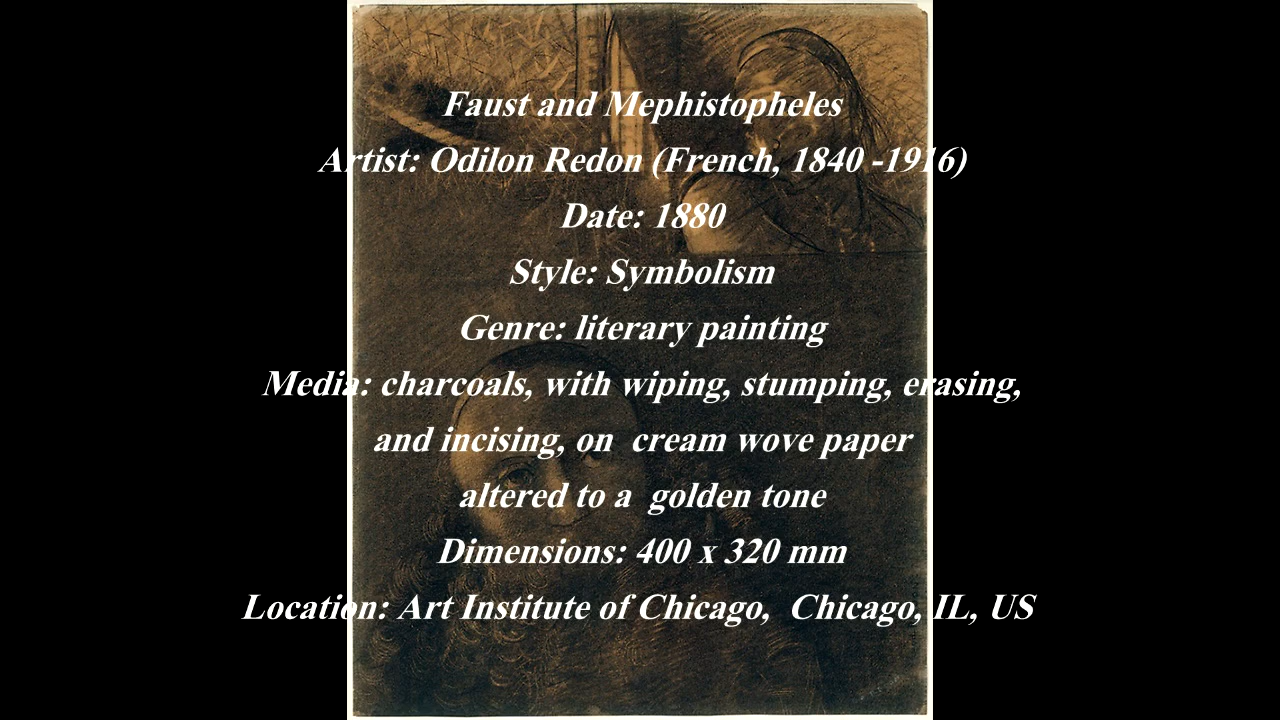 Faust and Mephistopheles
Artist: Odilon Redon (French, 1840 -1916)
Date: 1880
Style: Symbolism
Genre: literary painting
Media: charcoals, with wiping, stumping, erasing,
and incising, on  cream wove paper
altered to a  golden tone
Dimensions: 400 x 320 mm
Location: Art Institute of Chicago,  Chicago, IL, US